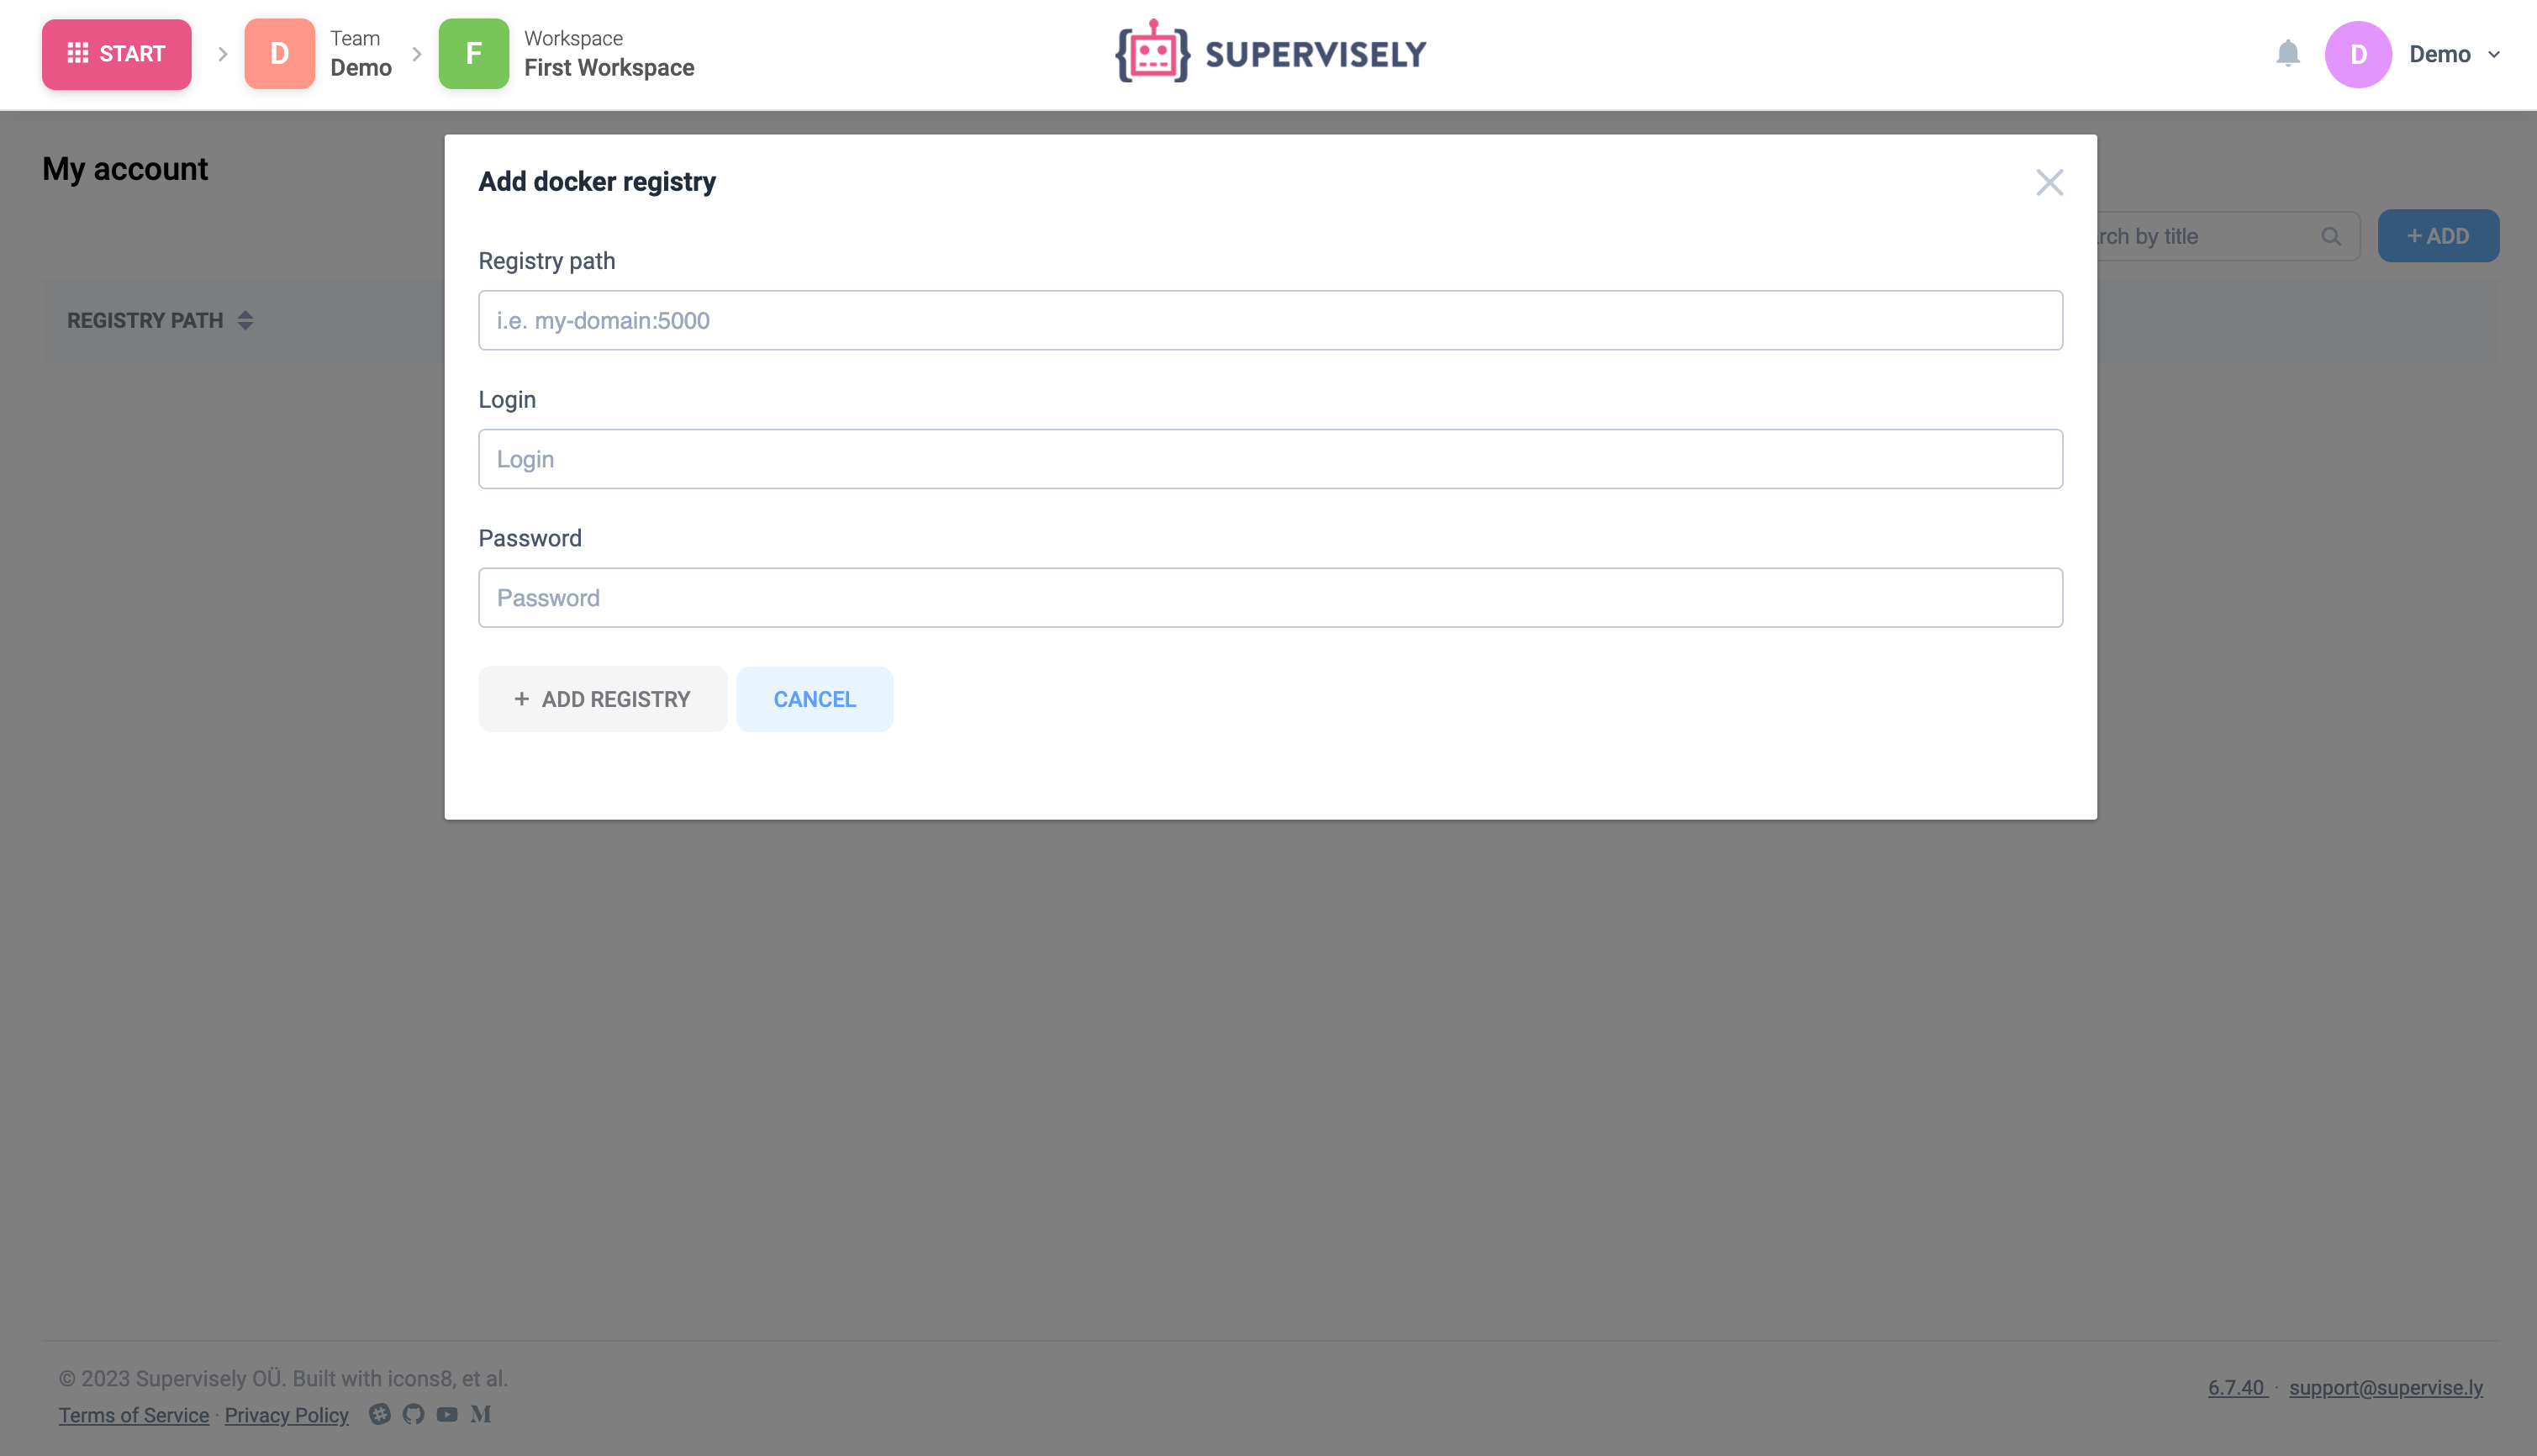 START
D
Team
Demo
F
Workspace
First Workspace
SUPERVISELY
D
Demo
My account
Add docker registry
by title
+ ADD
REGISTRY PATH
Registry path
i.e. my-domain:5000
Login
Login
Password
Password
+ ADD REGISTRY
CANCEL
© 2023 Supervisely OÜ. Built with icons8, et al.
Terms of Service · Privacy Policy
6.7.40 · support@supervise.ly